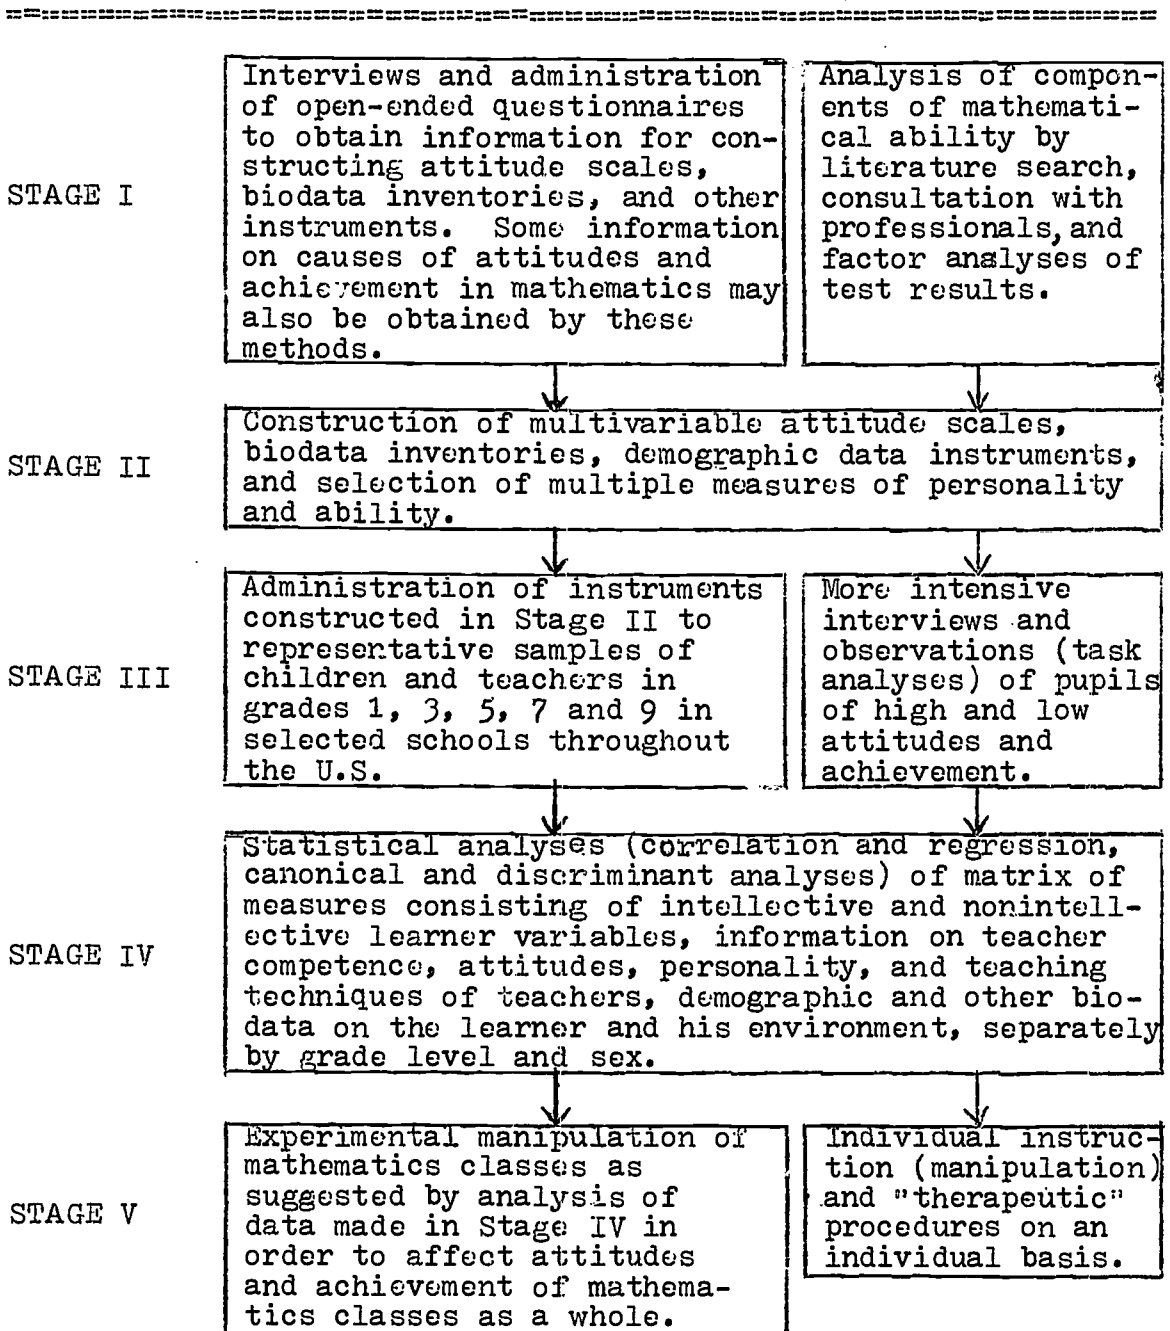 STAGE I
Interviews and administration
of open-ended questionnaires
to obtain information for con-
structing attitude scales,
biodata inventories, and other
instruments. Some information
on causes of attitudes and
achievement in mathematics may
also be obtained by these
methods.
Analysis of compon-
ents of mathemati-
cal ability by
literature search,
consultation with
professionals, and
factor analyses of
test results.
STAGE II
Construction of multivariable attitude scales,
biodata inventories, demographic data instruments,
and selection of multiple measures of personality
and ability.
STAGE III
Administration of instruments
constructed in Stage II to
representative samples of
children and teachers in
grades 1, 3, 5, 7 and 9 in
selected schools throughout
the U.S.
More intensive
interviews and
observations (task
analyses) of pupils
of high and low
attitudes and
achievement.
STAGE IV
Statistical analyses (correlation and regression,
canonical and discriminant analyses) of matrix of
measures consisting of intellective and nonintell-
ective learner variables, information on teacher
competence, attitudes, personality, and teaching
techniques of teachers, demographic and other bio-
data on the learner and his environment, separately
by grade level and sex.
STAGE V
Experimental manipulation of
mathematics classes as
suggested by analysis of
data made in Stage IV in
order to affect attitudes
and achievement of mathema-
tics classes as a whole.
Individual instruc-
tion (manipulation)
and "therapeutic"
procedures on an
individual basis.